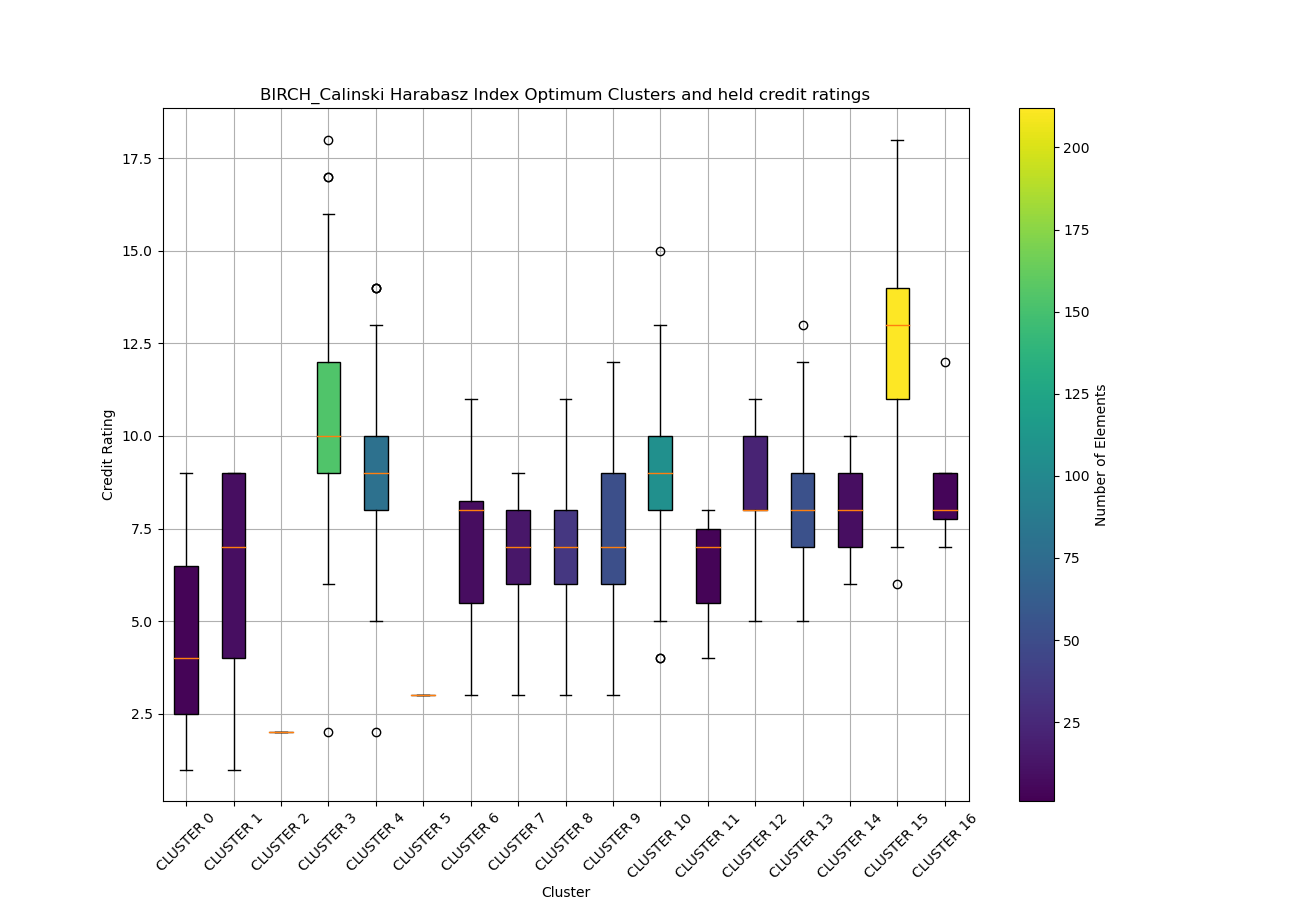 BIRCH_Calinski Harabasz Index Optimum Clusters and held credit ratings
Credit Rating
17.5
15.0
12.5
10.0
7.5
5.0
2.5
CLUSTER 0
CLUSTER 1
CLUSTER 2
CLUSTER 3
CLUSTER 4
CLUSTER 5
CLUSTER 6
CLUSTER 7
CLUSTER 8
CLUSTER 9
CLUSTER 10
CLUSTER 11
CLUSTER 12
CLUSTER 13
CLUSTER 14
CLUSTER 15
CLUSTER 16
Cluster
200
175
150
125
100
75
50
25
Number of Elements